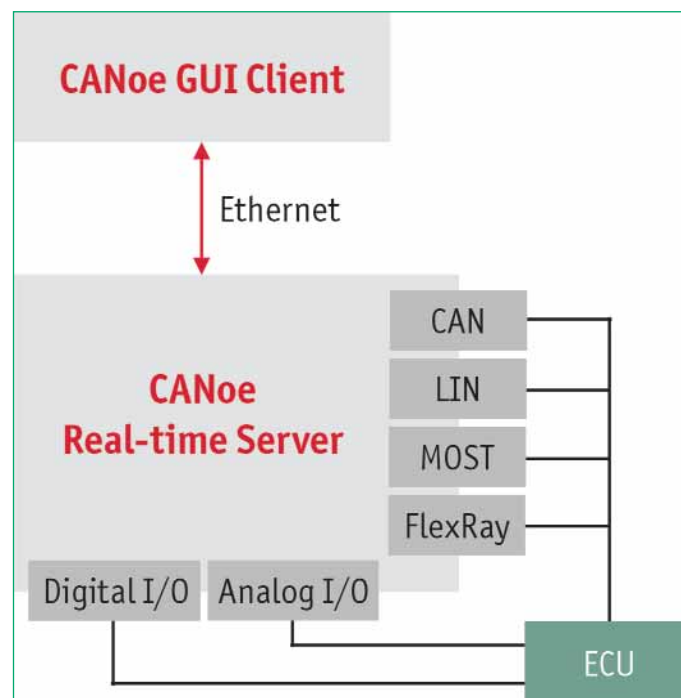 CANoe GUI Client
Ethernet
CANoe
Real-time Server
CAN
LIN
MOST
FlexRay
Digital I/O
Analog I/O
ECU